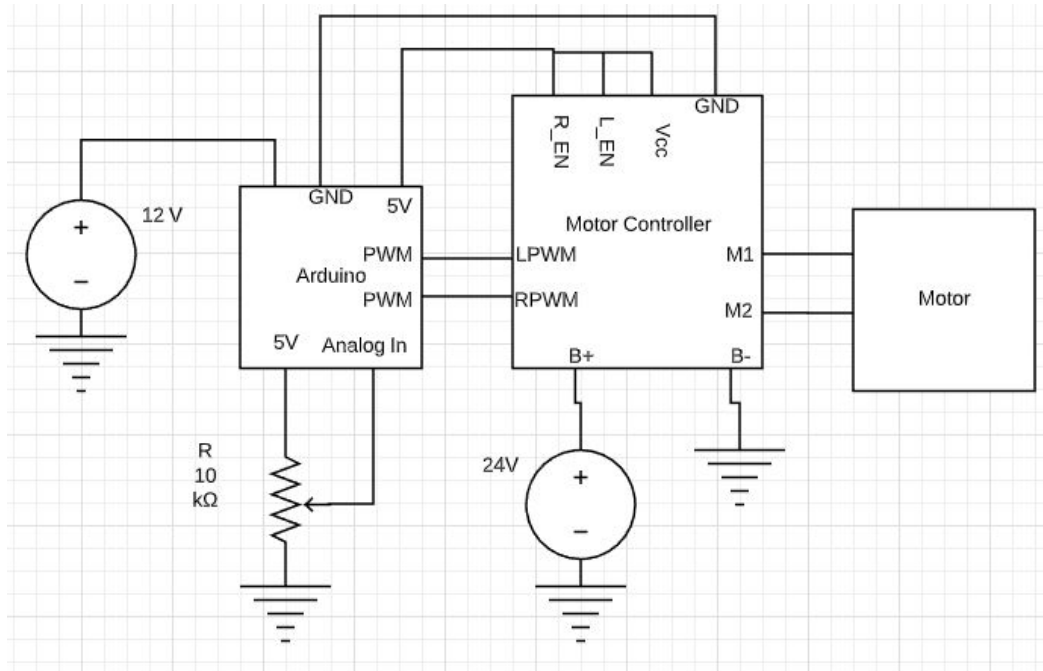 GND
R_EN
L_EN
Vcc
12 V
+
−
GND
5V
PWM
Arduino
PWM
5V
Analog In
Motor Controller
LPWM
RPWM
M1
M2
B+
B-
Motor
R
10
kΩ
24V
+
−